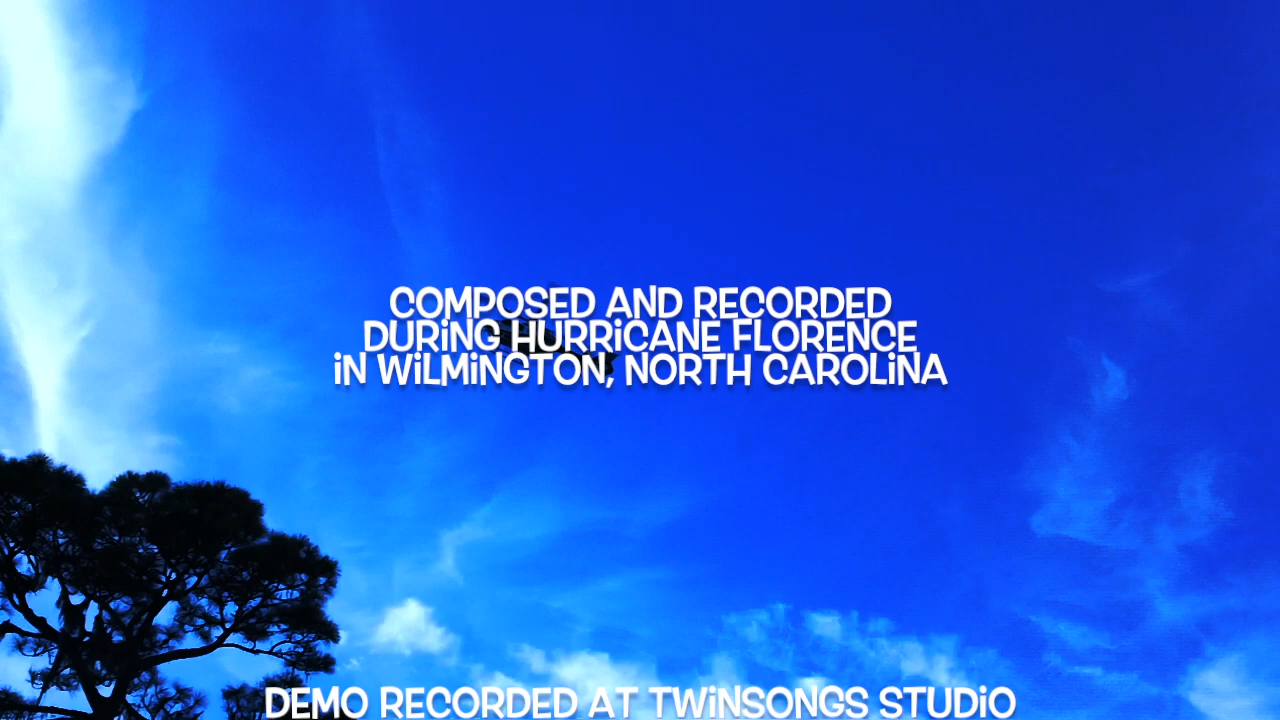 COMPOSED AND RECORDED
DURiNG HURRiCANE FLORENCE
iN WiLMiNGTON, NORTH CAROLiNA
DEMO RECORDED AT TWiNSONGS STUDiO